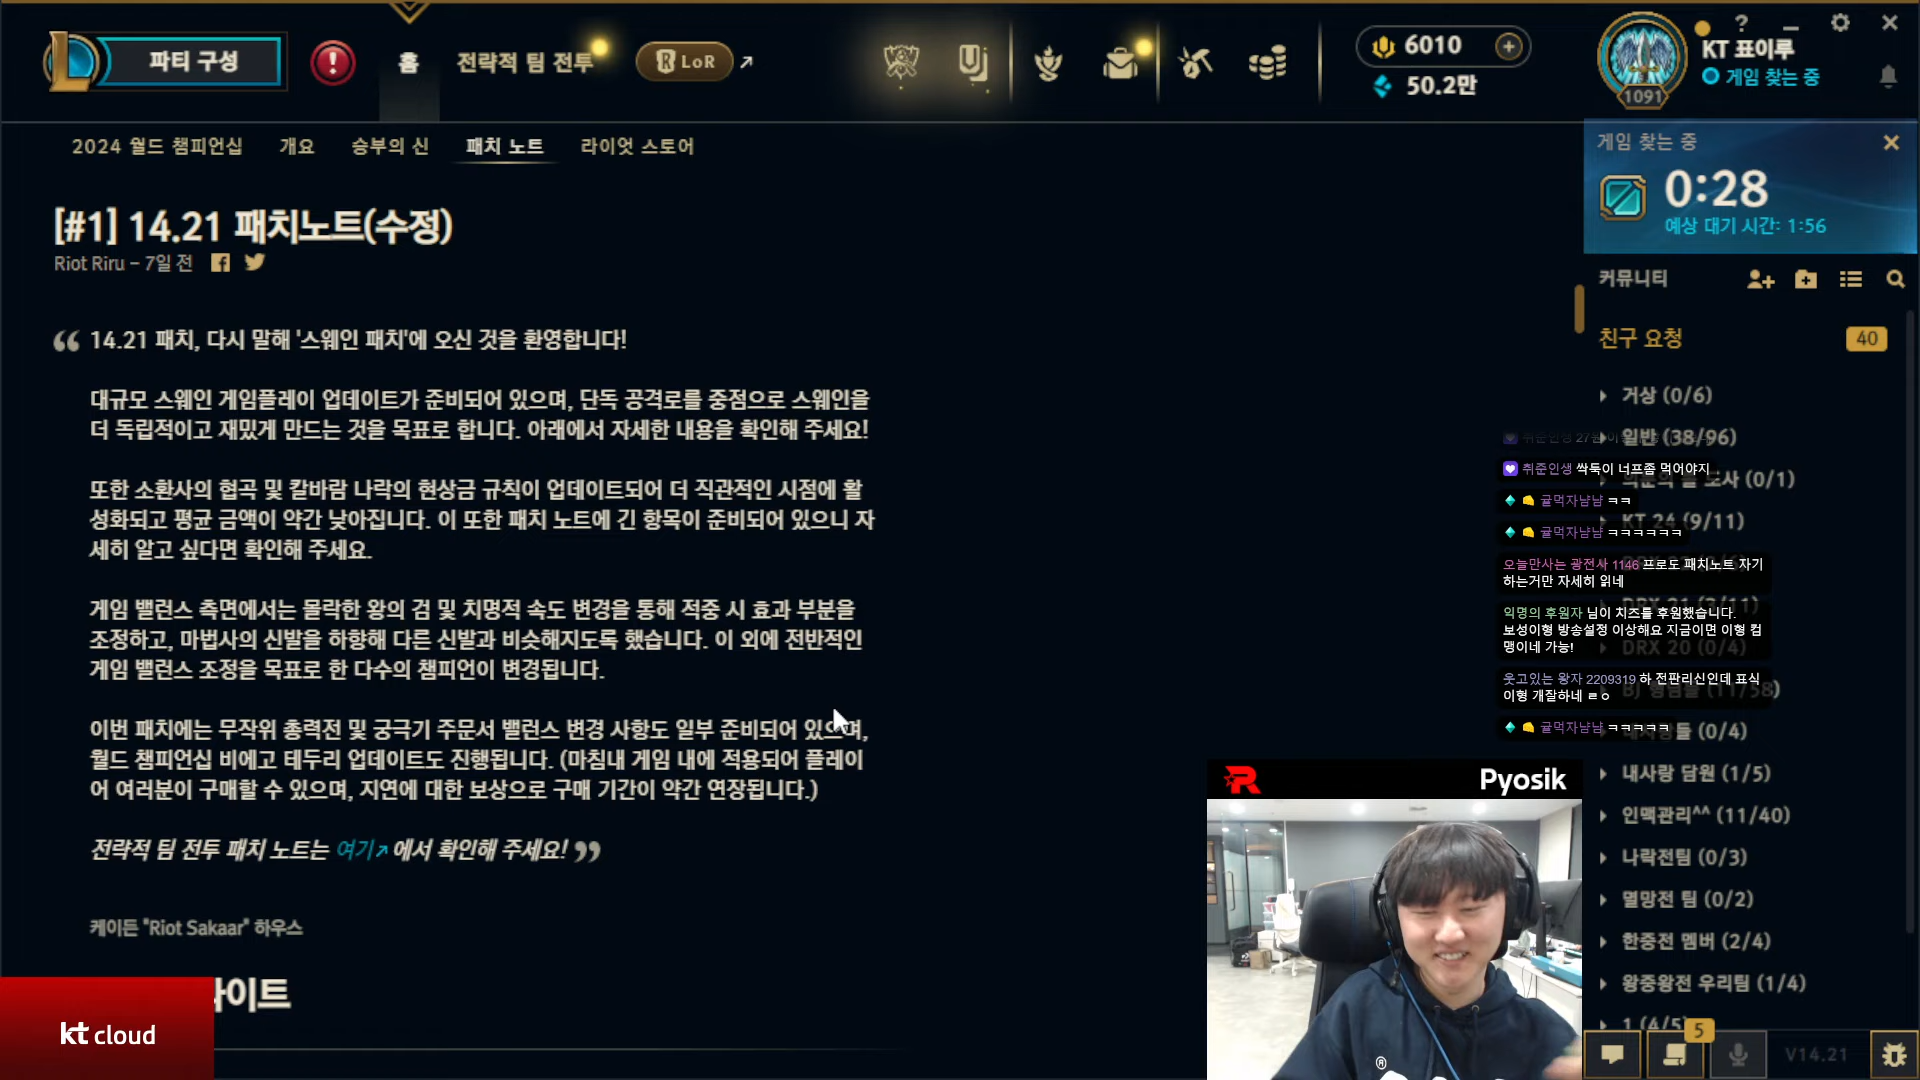 파티 구성
홈
전략적 팀 전투
LoR
6010
50.2만
1091
KT 표이루
게임 찾는 중
2024 월드 챔피언십
개요
승부의 신
패치 노트
라이엇 스토어
게임 찾는 중
0:28
예상 대기 시간: 1:56
[#1] 14.21 패치노트(수정)
Riot Riru – 7일 전
“ 14.21 패치, 다시 말해 '스웨인 패치'에 오신 것을 환영합니다!
대규모 스웨인 게임플레이 업데이트가 준비되어 있으며, 단독 공격로를 중점으로 스웨인을
더 독립적이고 재밌게 만드는 것을 목표로 합니다. 아래에서 자세한 내용을 확인해 주세요!
또한 소환사의 협곡 및 칼바람 나락의 현상금 규칙이 업데이트되어 더 직관적인 시점에 활
성화되고 평균 금액이 약간 낮아집니다. 이 또한 패치 노트에 긴 항목이 준비되어 있으니 자
세히 알고 싶다면 확인해 주세요.
게임 밸런스 측면에서는 몰락한 왕의 검 및 치명적 속도 변경을 통해 적중 시 효과 부분을
조정하고, 마법사의 신발을 하향해 다른 신발과 비슷해지도록 했습니다. 이 외에 전반적인
게임 밸런스 조정을 목표로 한 다수의 챔피언이 변경됩니다.
이번 패치에는 무작위 총력전 및 궁극기 주문서 밸런스 변경 사항도 일부 준비되어 있으며,
월드 챔피언십 비에고 테두리 업데이트도 진행됩니다. (마침내 게임 내에 적용되어 플레이
어 여러분이 구매할 수 있으며, 지연에 대한 보상으로 구매 기간이 약간 연장됩니다.)
전략적 팀 전투 패치 노트는 여기↗ 에서 확인해 주세요! ”
케이든 "Riot Sakaar" 하우스
라이트
kt cloud
커뮤니티
친구 요청
40
거상 (0/6)
일반 (38/96)
사 (0/1)
KT 24 (9/11)
DRX 20 (0/4)
들 (0/4)
내사랑 담원 (1/5)
인맥관리^^ (11/40)
나락전팀 (0/3)
멸망전 팀 (0/2)
한중전 멤버 (2/4)
왕중왕전 우리팀 (1/4)
1 (4/5)
취준인생 싹둑이 너프좀 먹어야지
귤먹자냠냠 ㅋㅋ
귤먹자냠냠 ㅋㅋㅋㅋㅋㅋ
오늘만사는 광전사 1146 프로도 패치노트 자기
하는거만 자세히 읽네
익명의 후원자 님이 치즈를 후원했습니다.
보성이형 방송설정 이상해요 지금이면 이형 컴
맹이네 가능!
웃고있는 왕자 2209319 하 전판리신인데 표식
이형 개잘하네 ㄹㅇ
귤먹자냠냠 ㅋㅋㅋㅋㅋ
Pyosik
5
V14.21